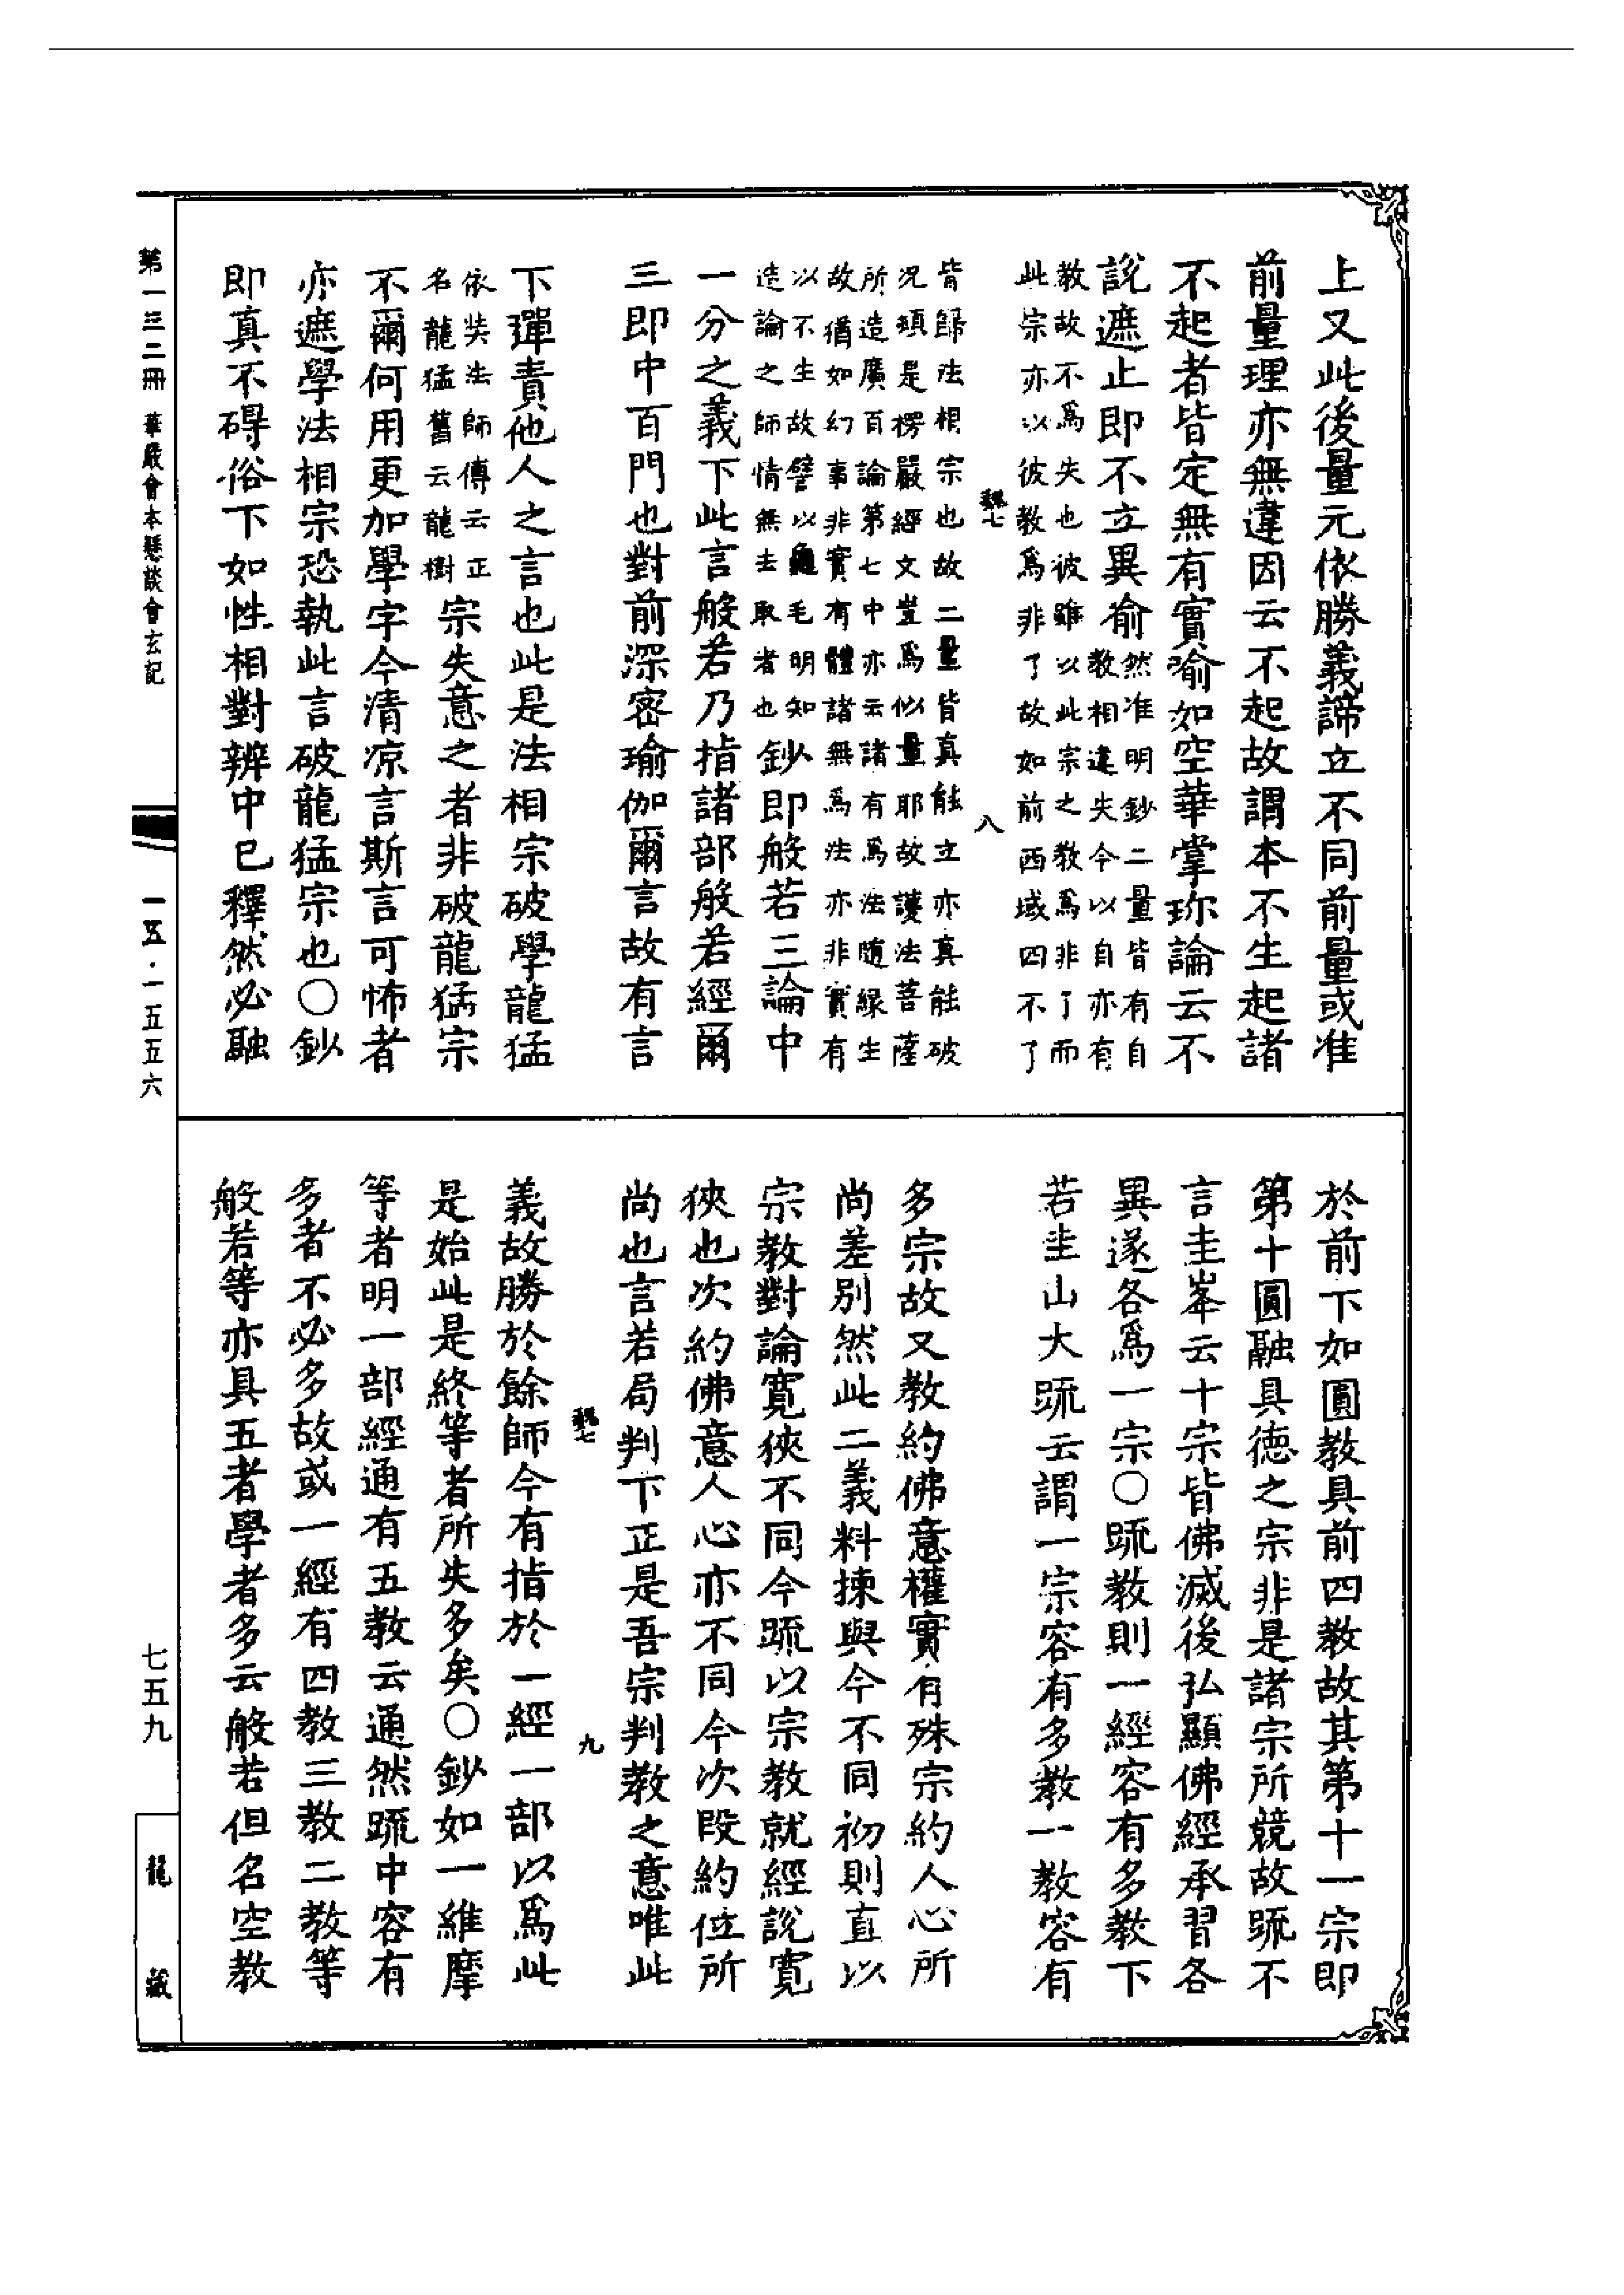 上又此後量元依勝義諦立不同前量或准
前量理亦無違因云不起故謂本不生起諸
不起者皆定無有實喻如空華掌珍論云不
說遮止即不立異俞
然准明鈔二量皆有自
教相違失今以自亦有
教故不爲失也彼雖以此宗之教爲非了而
此宗亦以彼教爲非了故如前西域四不了
魏七
八
皆歸法相宗也故二量皆真能立亦真能破
况頌是楞嚴經文豈爲似量耶故護法菩薩
所造廣百論第七中亦云諸有爲法隨緣生
故猶如幻事非實有體諸無爲法亦非實有
以不生故譬以龜毛明知
造論之師情無去取者也
鈔即般若三論中
一分之義下此言般若乃指諸部般若經爾
三即中百門也對前深密瑜伽爾言故有言
下彈責他人之言也此是法相宗破學龍猛
依奘法師傳云正
名龍猛舊云龍樹
宗失意之者非破龍猛宗
不爾何用更加學字今清凉言斯言可怖者
亦遮學法相宗恐執此言破龍猛宗也○鈔
即真不碍俗下如性相對辨中已釋然必融
於前下如圓教具前四教故其第十一宗即
第十圓融具德之宗非是諸宗所競故䟽不
言圭峯云十宗皆佛滅後弘顯佛經承習各
異遂各爲一宗○䟽教則一經容有多教下
若圭山大䟽云謂一宗容有多教一教容有
多宗故又教約佛意權實有殊宗約人心所
尚差別然此二義料揀與今不同初則直以
宗教對論寬狹不同今䟽以宗教就經說寬
狹也次約佛意人心亦不同今次段約位所
尚也言若局判下正是吾宗判教之意唯此
魏七
九
義故勝於餘師今有指於一經一部以爲此
是始此是終等者所失多矣○鈔如一維摩
等者明一部經通有五教云通然䟽中容有
多者不必多故或一經有四教三教二教等
般若等亦具五者學者多云般若但名空教
第一三二冊 華嚴會本懸談會玄記
一五·一五五六
七五九
龍藏